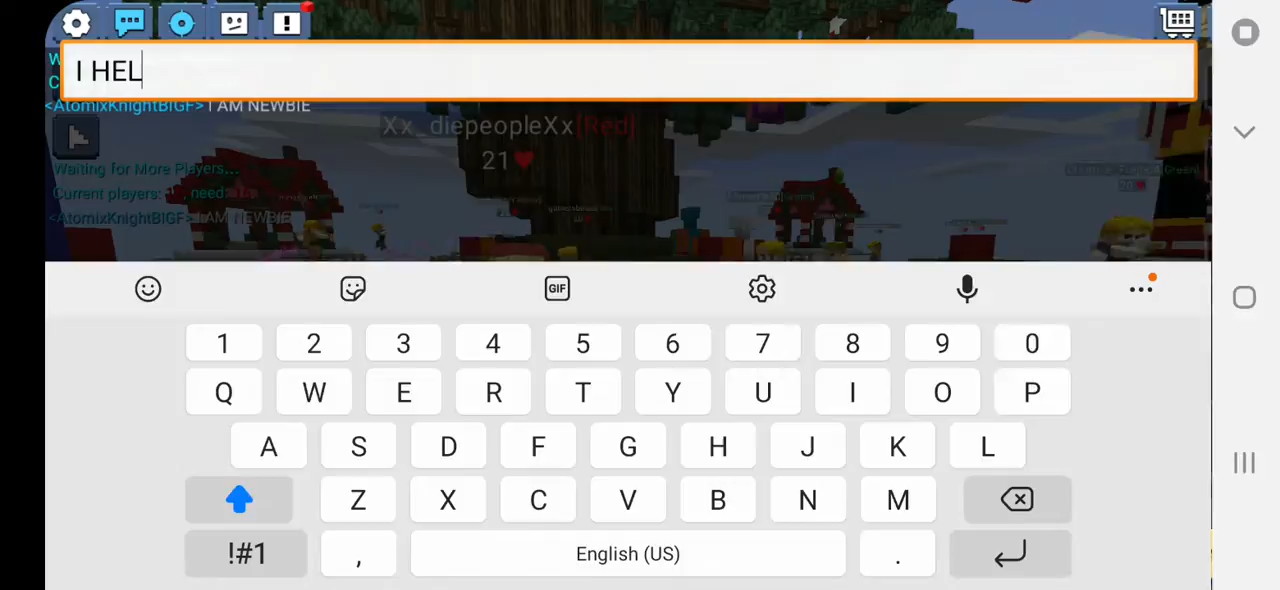 I HEL
<AtomixKnightBIGF> I AM NEWBIE
Xx_diepeopleXx[Red]
21
Waiting for More Players...
Current players:
, need
<AtomixKnightBIGF> I AM NEWBIE
GIF
1 2 3 4 5 6 7 8 9 0
Q W E R T Y U I O P
A S D F G H J K L
Z X C V B N M
!#1 , English (US) .